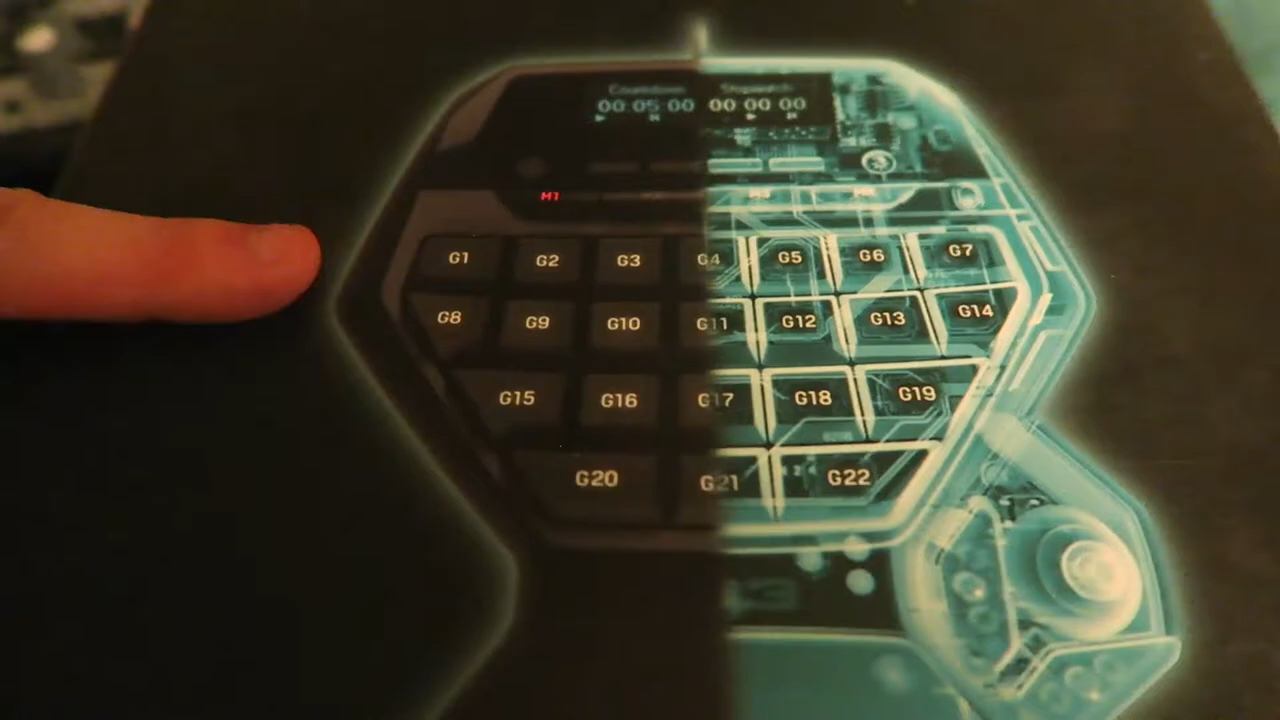 Countdown Stopwatch
00 05 00 00 00 00
M1
G1 G2 G3 G4 G5 G6 G7
G8 G9 G10 G11 G12 G13 G14
G15 G16 G17 G18 G19
G20 G21 G22